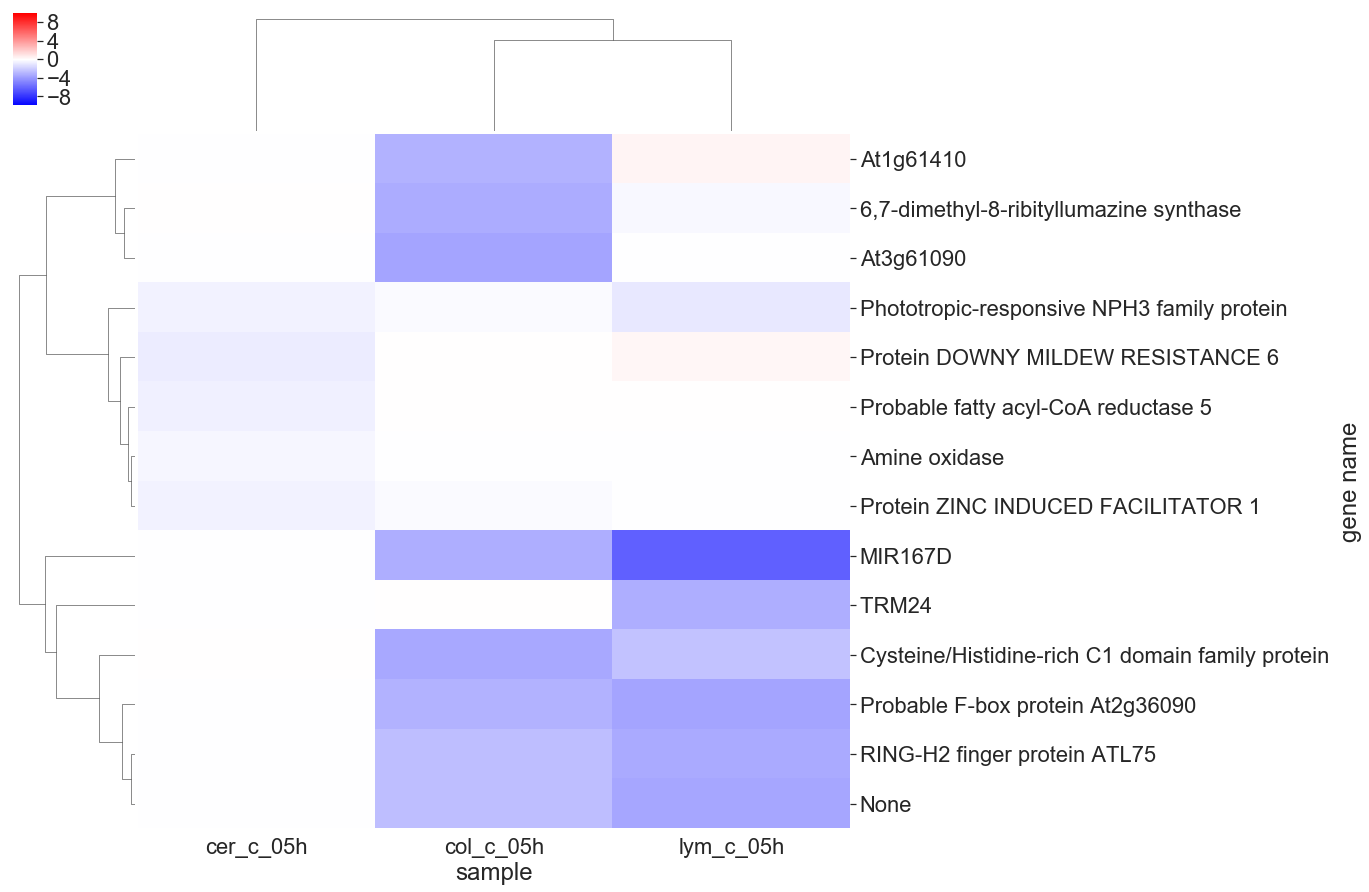 8
4
0
−4
−8
At1g61410
6,7-dimethyl-8-ribityllumazine synthase
At3g61090
Phototropic-responsive NPH3 family protein
Protein DOWNY MILDEW RESISTANCE 6
Probable fatty acyl-CoA reductase 5
Amine oxidase
Protein ZINC INDUCED FACILITATOR 1
MIR167D
TRM24
Cysteine/Histidine-rich C1 domain family protein
Probable F-box protein At2g36090
RING-H2 finger protein ATL75
None
gene name
cer_c_05h
col_c_05h
lym_c_05h
sample